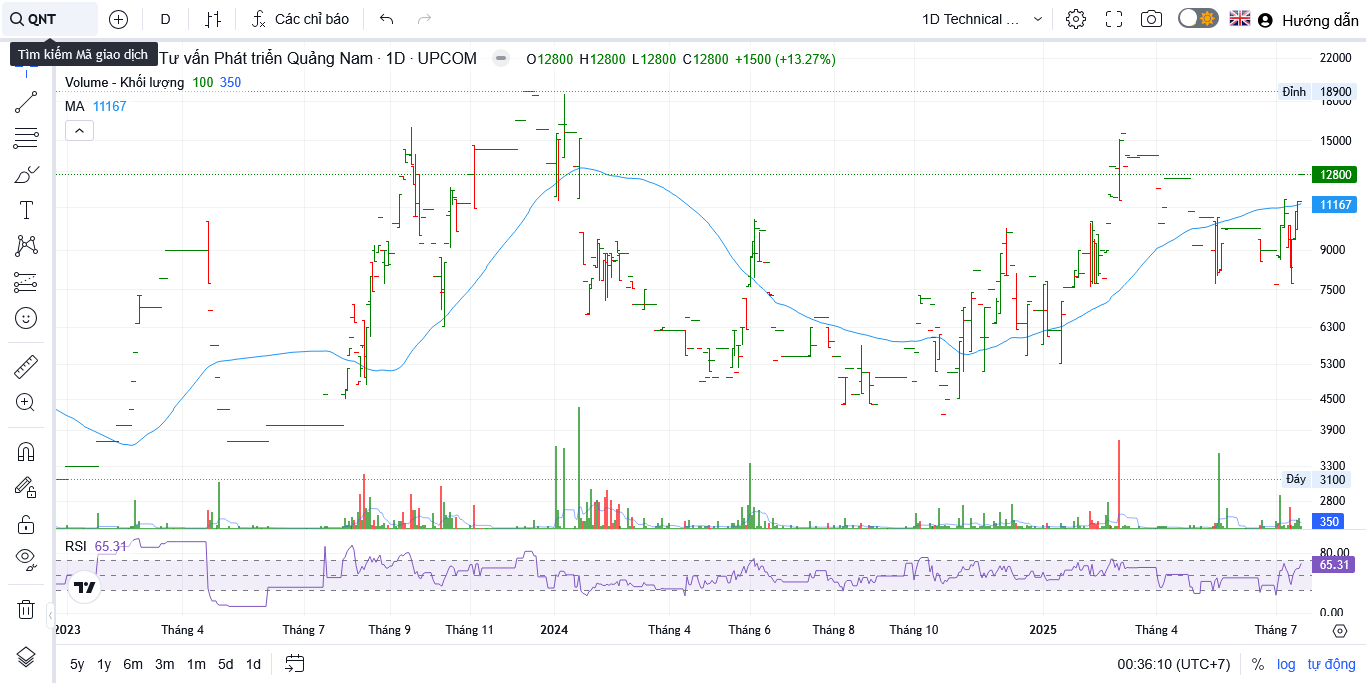 QNT
D
Các chỉ báo
1D Technical ...
Hướng dẫn
Tìm kiếm Mã giao dịch
Tư vấn Phát triển Quảng Nam · 1D · UPCOM
O12800 H12800 L12800 C12800 +1500 (+13.27%)
Volume - Khối lượng 100 350
MA 11167
22000
Đỉnh 18900
18000
15000
12800
11167
9000
7500
6300
5300
4500
3900
3300
Đáy 3100
2800
350
RSI 65.31
80.00
65.31
0.00
2023 Tháng 4 Tháng 7 Tháng 9 Tháng 11 2024 Tháng 4 Tháng 6 Tháng 8 Tháng 10 2025 Tháng 4 Tháng 7
5y 1y 6m 3m 1m 5d 1d
00:36:10 (UTC+7) % log tự động